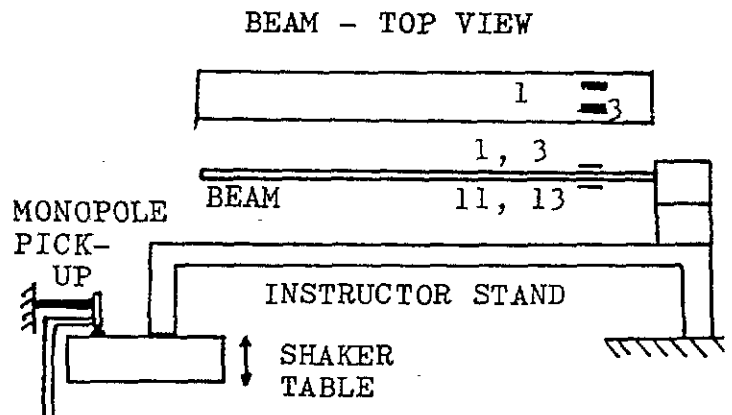 BEAM - TOP VIEW
1
3
1, 3
BEAM
11, 13
MONOPOLE
PICK-
UP
INSTRUCTOR STAND
SHAKER
TABLE